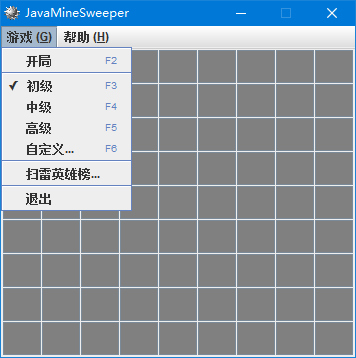 JavaMineSweeper
游戏 (G) 帮助 (H)
开局 F2
初级 F3
中级 F4
高级 F5
自定义... F6
扫雷英雄榜...
退出